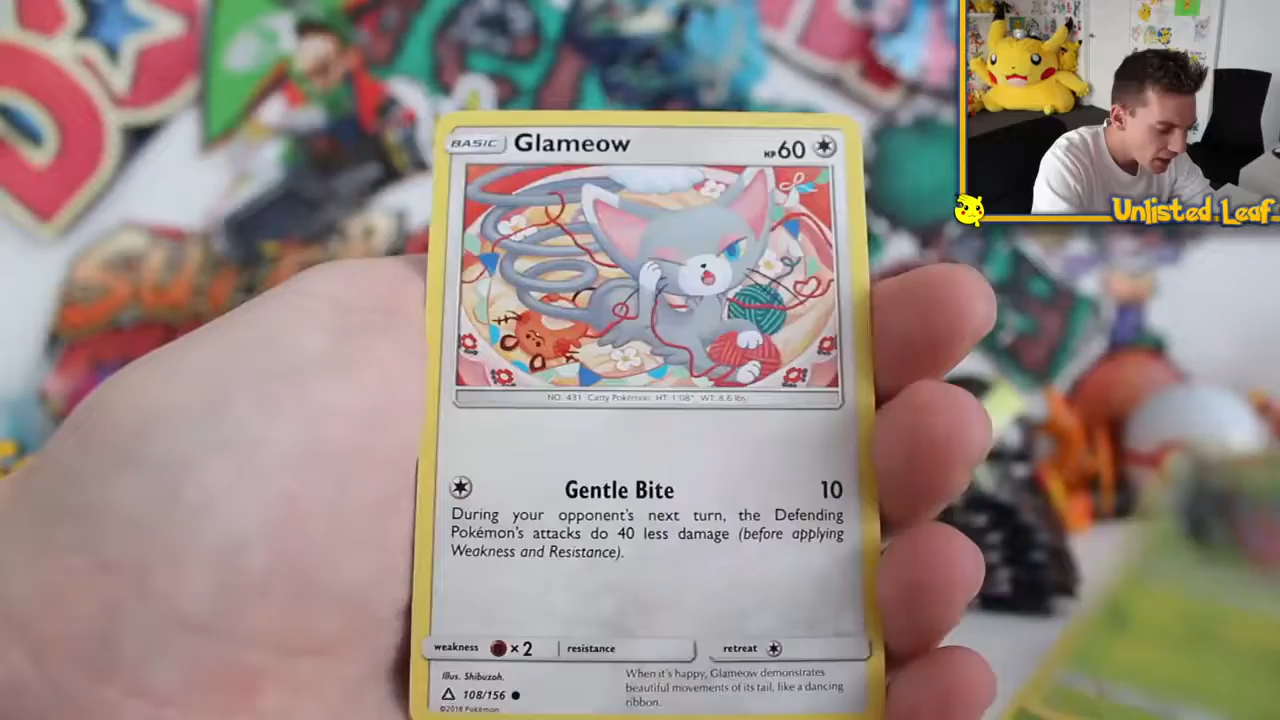 BASIC Glameow HP60
NO. 431 Catty Pokémon HT: 1'08" WT: 8.6 lbs.
Gentle Bite 10
During your opponent's next turn, the Defending
Pokémon's attacks do 40 less damage (before applying
Weakness and Resistance).
weakness ×2 resistance retreat
Illus. Shibuzoh.
108/156
©2018 Pokémon
When it's happy, Glameow demonstrates
beautiful movements of its tail, like a dancing
ribbon.
Unlisted.Leaf